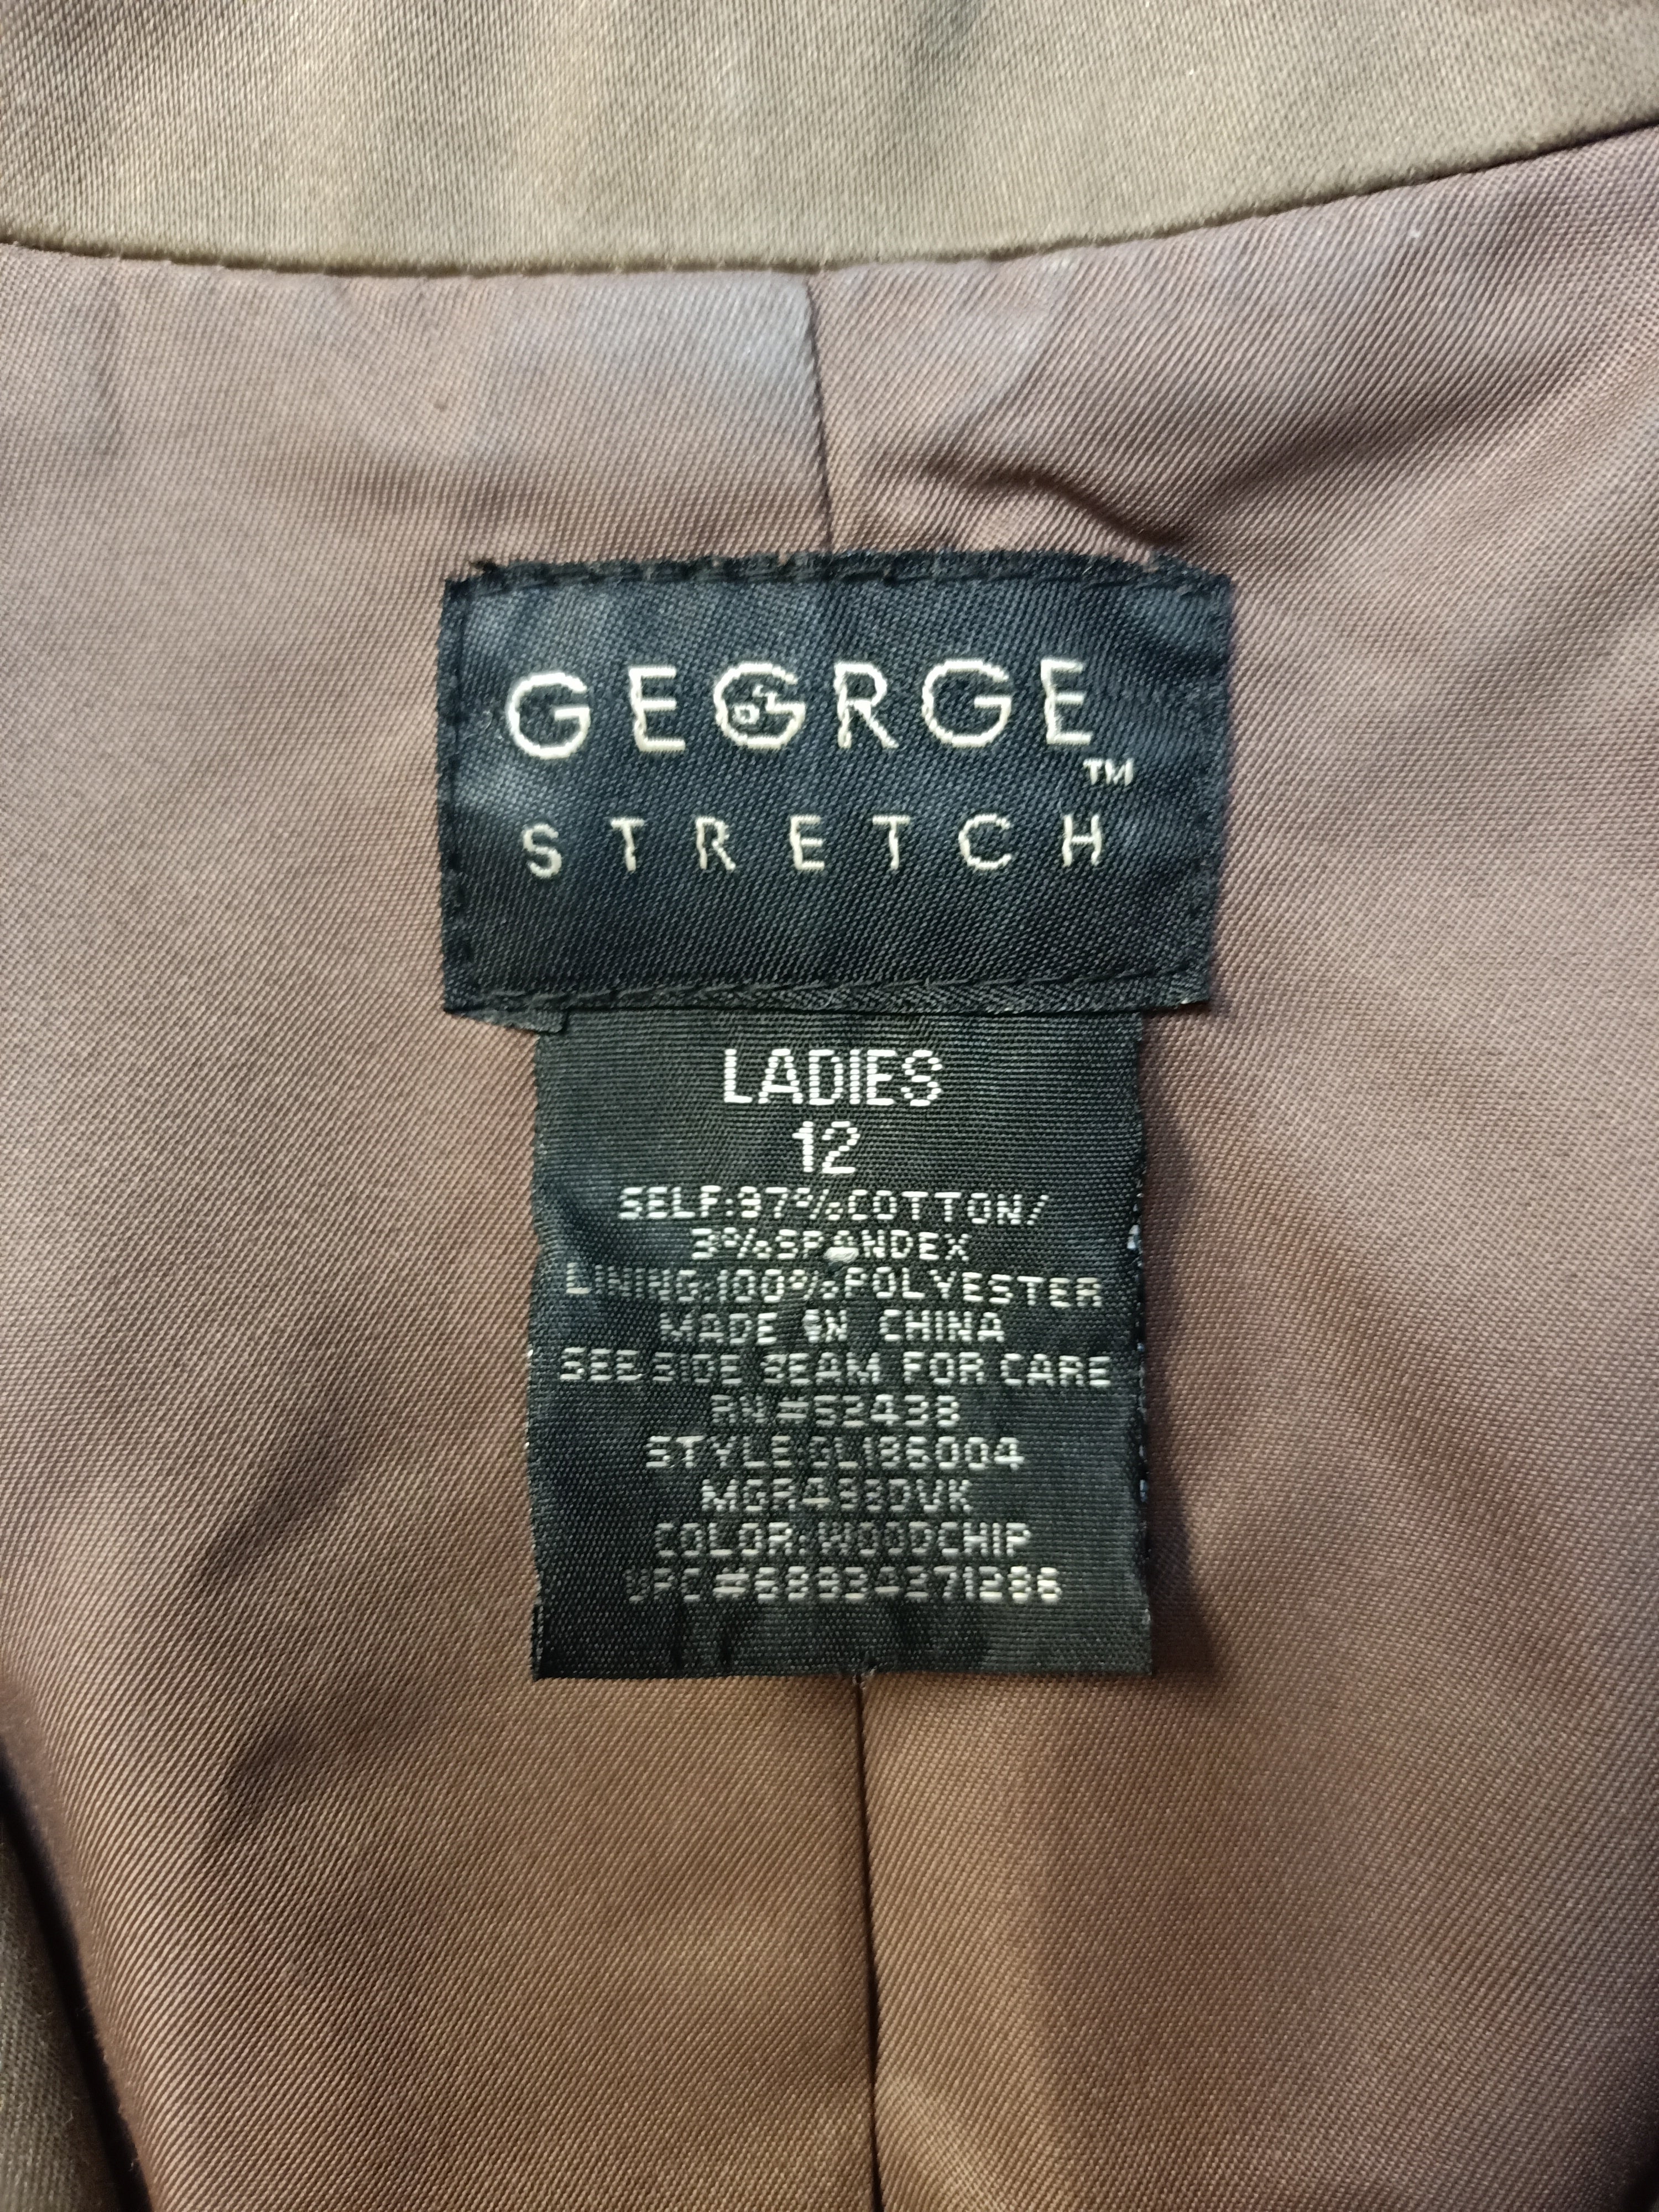 GEORGE
TM
STRETCH
LADIES
12
SELF:97%COTTON/
3%SPANDEX
LINING:100%POLYESTER
MADE IN CHINA
SEE SIDE SEAM FOR CARE
RN#52438
COLOR:WOODCHIP